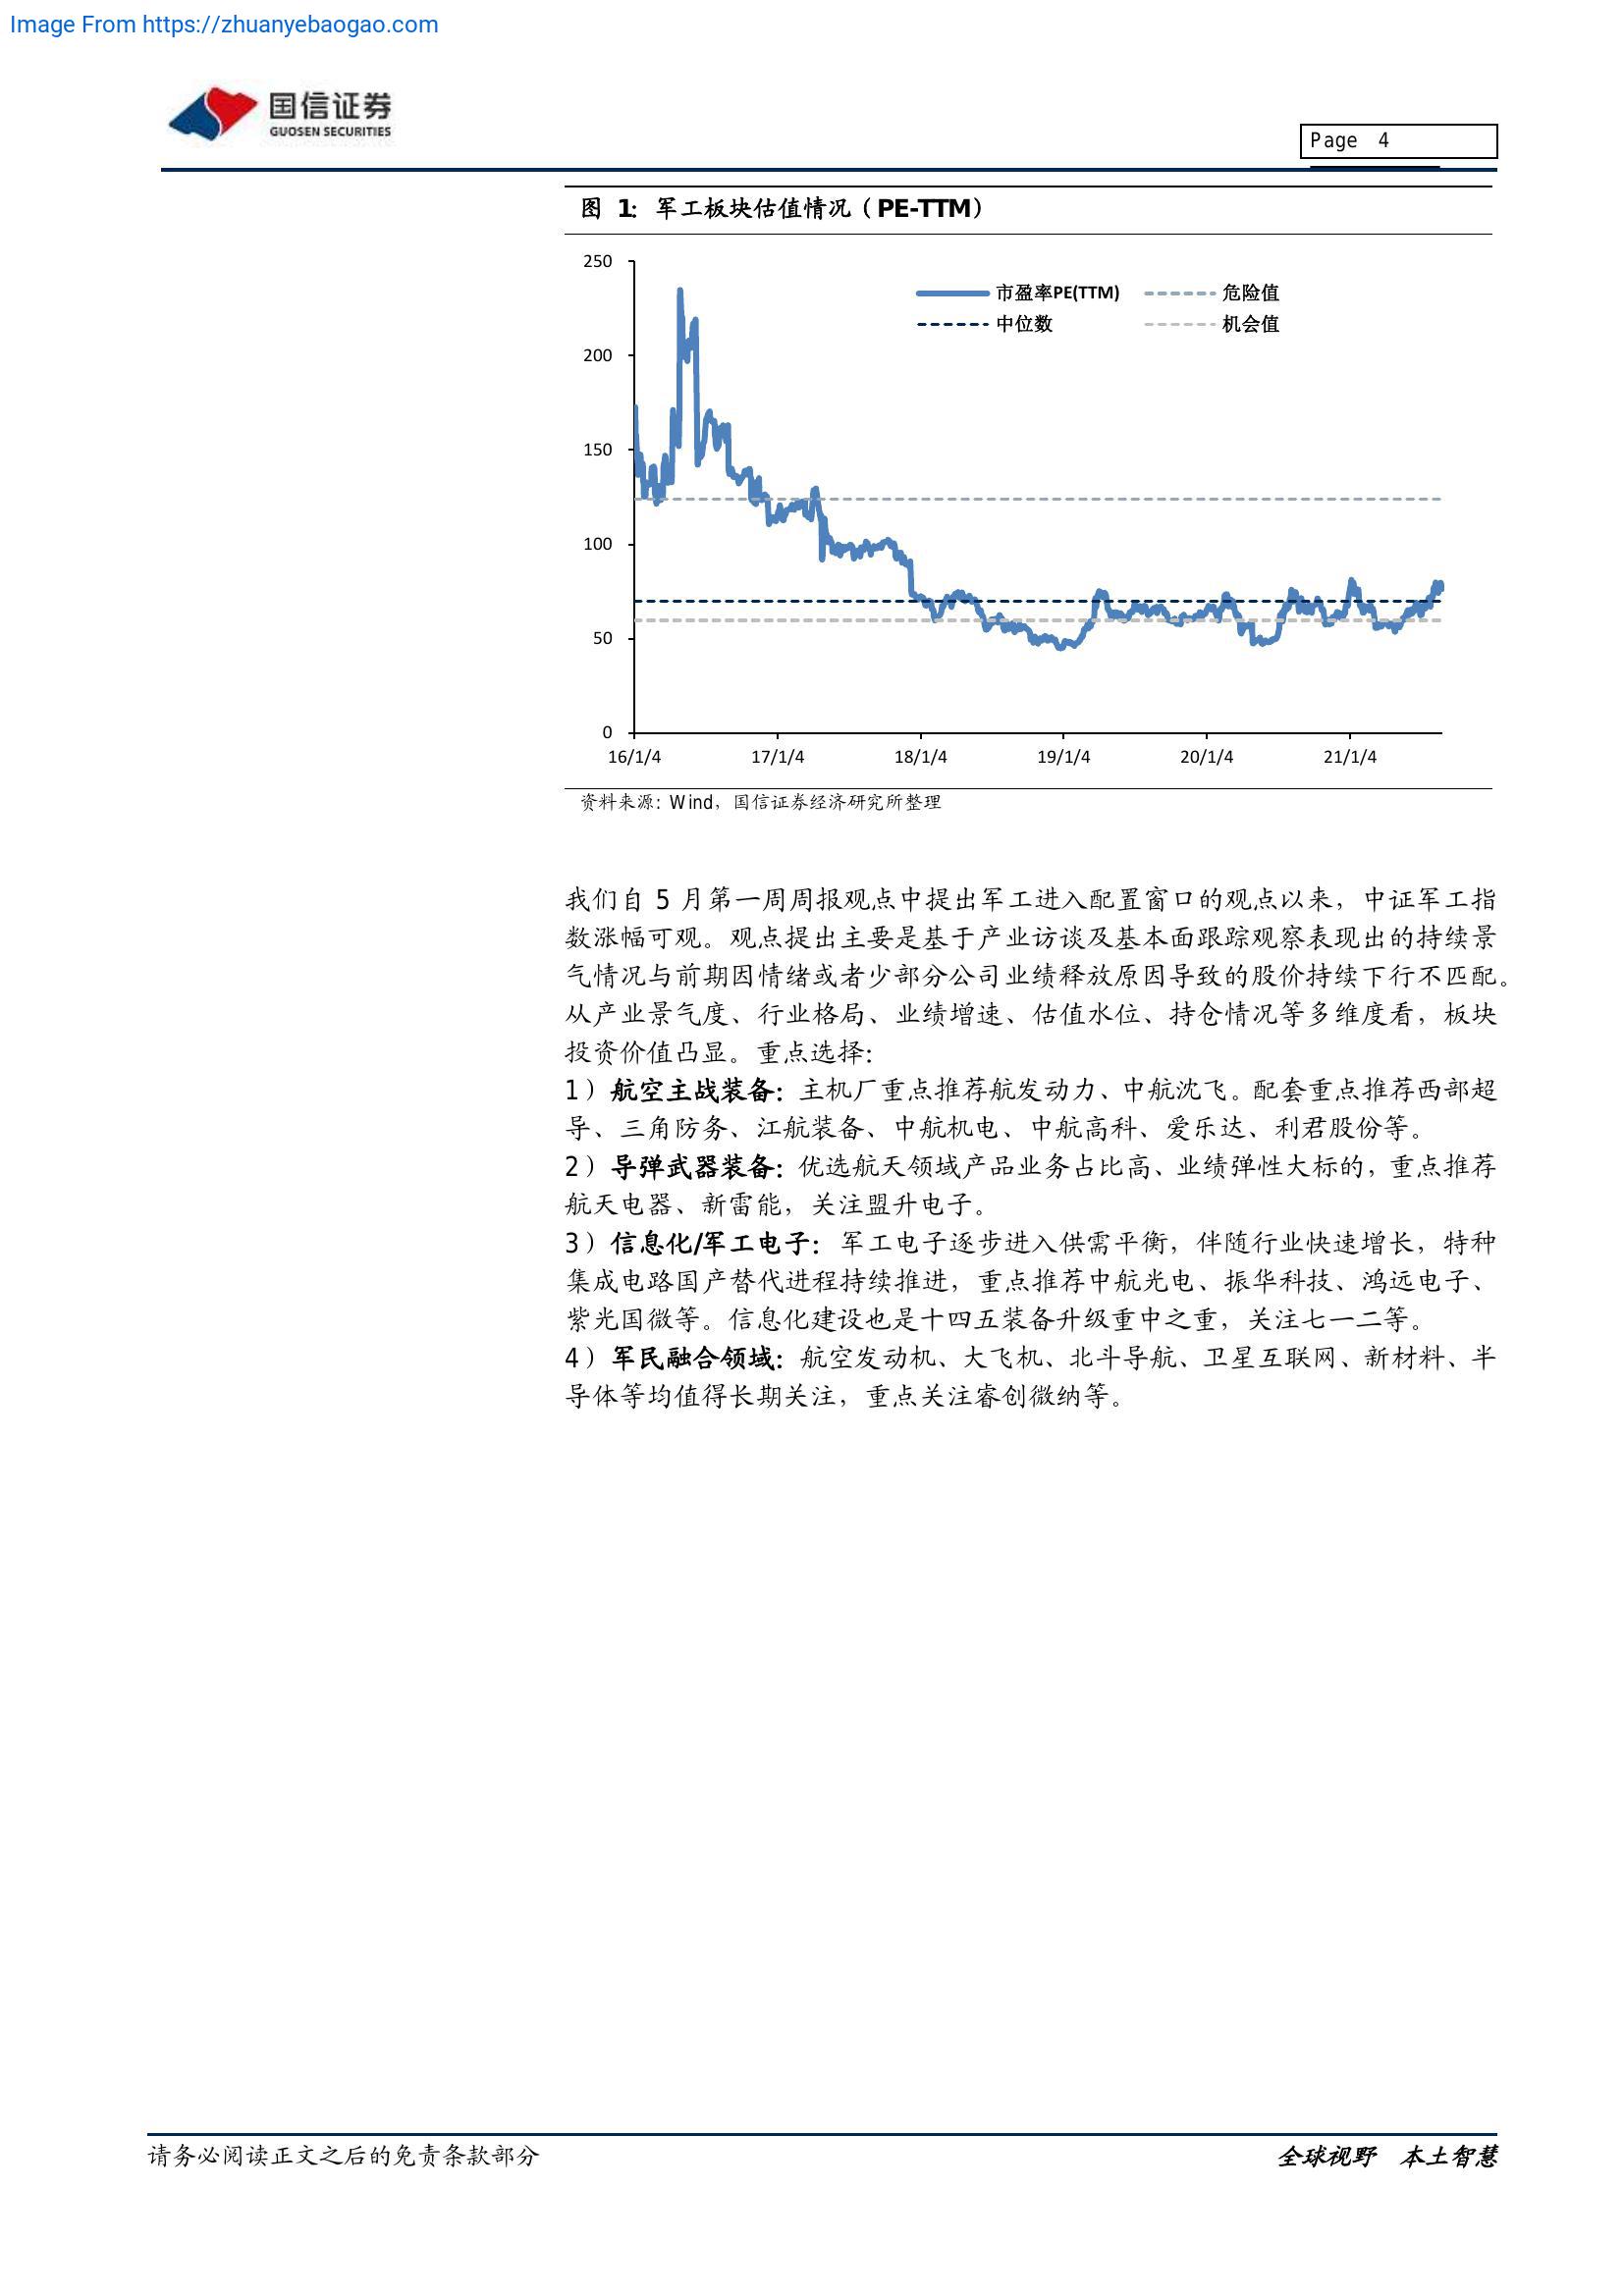 Image From https://zhuanyebaogao.com
国信证券
GUOSEN SECURITIES
Page 4
图 1：军工板块估值情况（PE-TTM）
250
市盈率PE(TTM)
危险值
中位数
机会值
200
150
100
50
0
16/1/4
17/1/4
18/1/4
19/1/4
20/1/4
21/1/4
资料来源：Wind，国信证券经济研究所整理
我们自 5 月第一周周报观点中提出军工进入配置窗口的观点以来，中证军工指
数涨幅可观。观点提出主要是基于产业访谈及基本面跟踪观察表现出的持续景
气情况与前期因情绪或者少部分公司业绩释放原因导致的股价持续下行不匹配。
从产业景气度、行业格局、业绩增速、估值水位、持仓情况等多维度看，板块
投资价值凸显。重点选择：
1）航空主战装备：主机厂重点推荐航发动力、中航沈飞。配套重点推荐西部超
导、三角防务、江航装备、中航机电、中航高科、爱乐达、利君股份等。
2）导弹武器装备：优选航天领域产品业务占比高、业绩弹性大标的，重点推荐
航天电器、新雷能，关注盟升电子。
3）信息化/军工电子：军工电子逐步进入供需平衡，伴随行业快速增长，特种
集成电路国产替代进程持续推进，重点推荐中航光电、振华科技、鸿远电子、
紫光国微等。信息化建设也是十四五装备升级重中之重，关注七一二等。
4）军民融合领域：航空发动机、大飞机、北斗导航、卫星互联网、新材料、半
导体等均值得长期关注，重点关注睿创微纳等。
请务必阅读正文之后的免责条款部分
全球视野 本土智慧